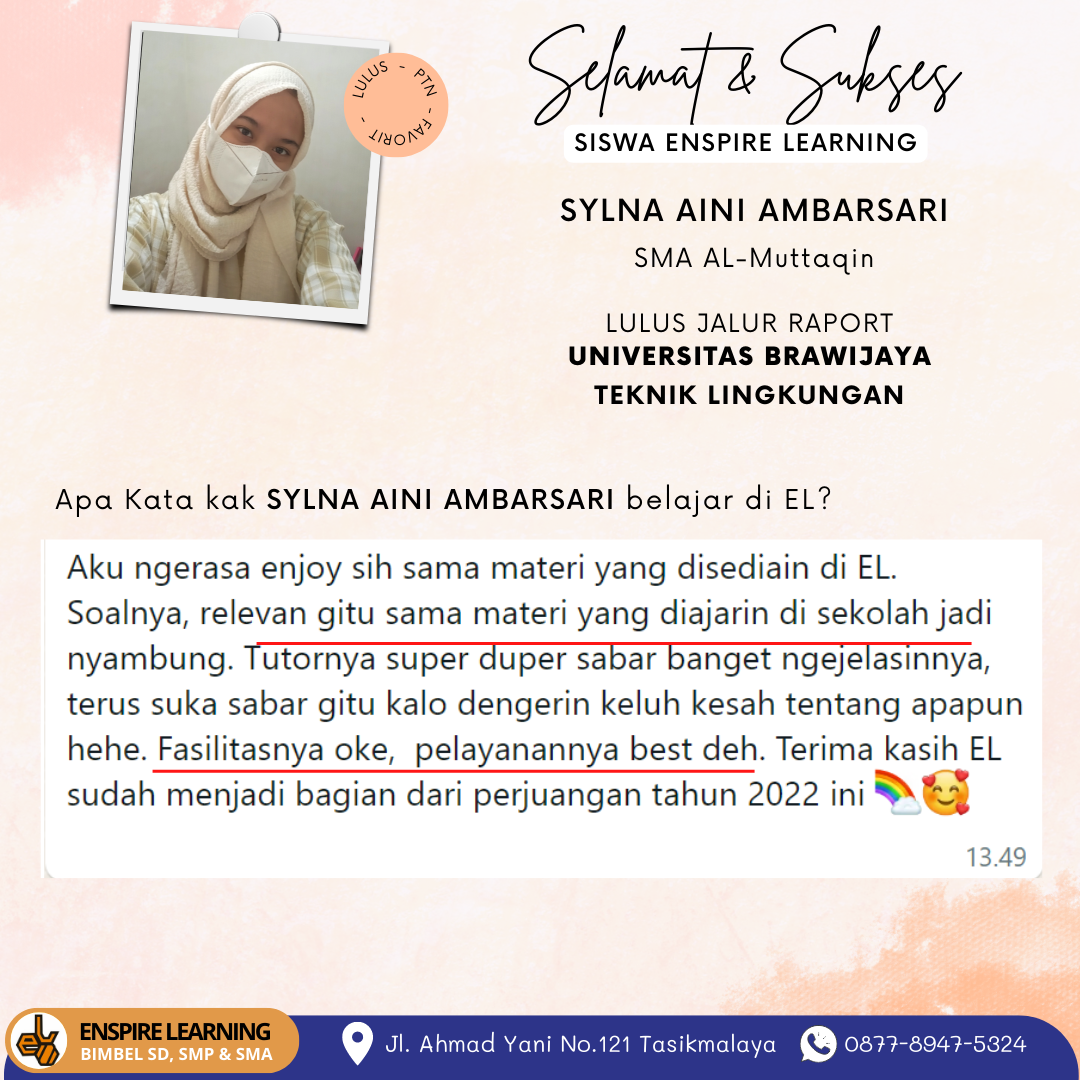 LULUS - PTN - FAVORIT -
Selamat & Sukses
SISWA ENSPIRE LEARNING
SYLNA AINI AMBARSARI
SMA AL-Muttaqin
LULUS JALUR RAPORT
UNIVERSITAS BRAWIJAYA
TEKNIK LINGKUNGAN
Apa Kata kak SYLNA AINI AMBARSARI belajar di EL?
Aku ngerasa enjoy sih sama materi yang disediain di EL.
Soalnya, relevan gitu sama materi yang diajarin di sekolah jadi
nyambung. Tutornya super duper sabar banget ngejelasinnya,
terus suka sabar gitu kalo dengerin keluh kesah tentang apapun
hehe. Fasilitasnya oke,  pelayanannya best deh. Terima kasih EL
sudah menjadi bagian dari perjuangan tahun 2022 ini 🌈🥰
13.49
ENSPIRE LEARNING
BIMBEL SD, SMP & SMA
Jl. Ahmad Yani No.121 Tasikmalaya
0877-8947-5324